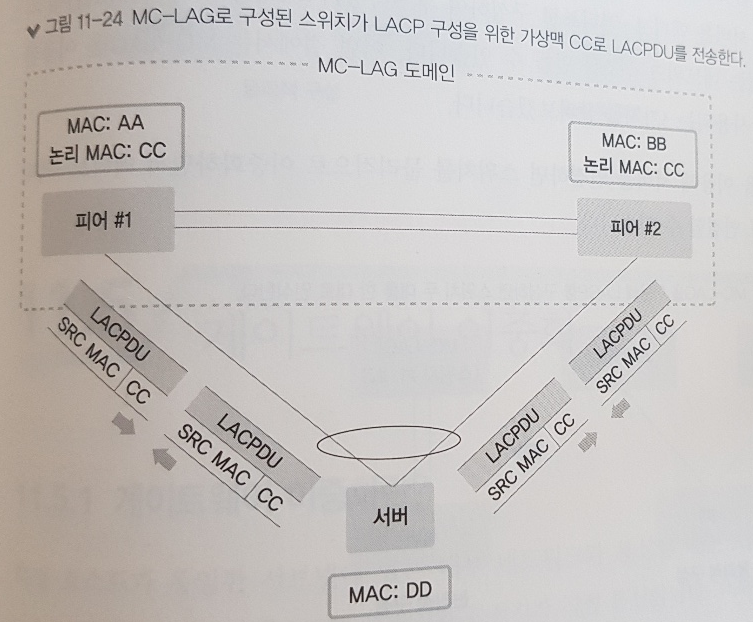 그림 11-24 MC-LAG로 구성된 스위치가 LACP 구성을 위한 가상맥 CC로 LACPDU를 전송한다.
MC-LAG 도메인
MAC: AA
논리 MAC: CC
MAC: BB
논리 MAC: CC
피어 #1
피어 #2
LACPDU
SRC MAC CC
LACPDU
SRC MAC CC
LACPDU
SRC MAC CC
LACPDU
SRC MAC CC
서버
MAC: DD